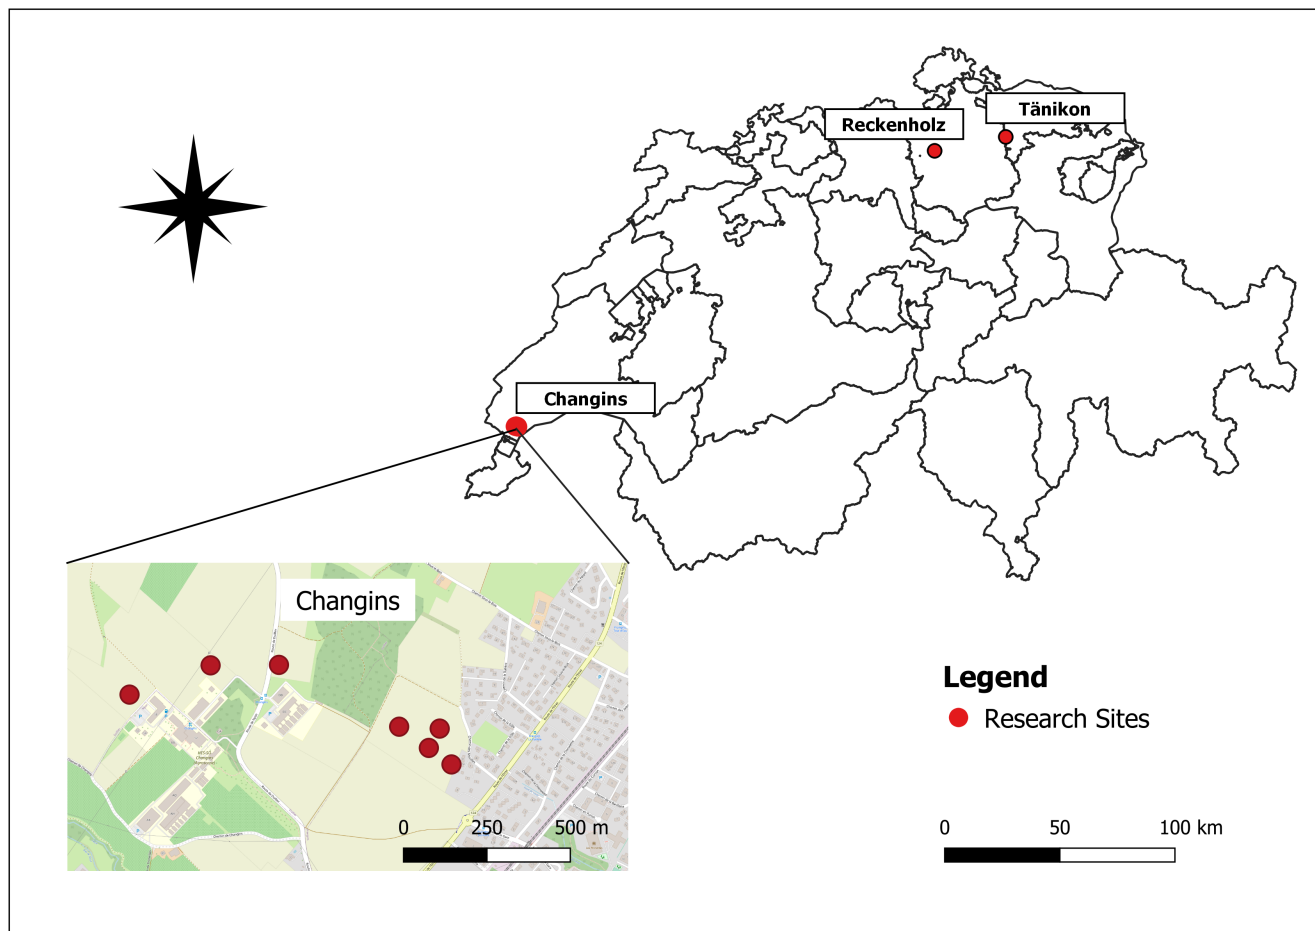 Tänikon
Reckenholz
Changins
Changins
0 250 500 m
Legend
Research Sites
0 50 100 km